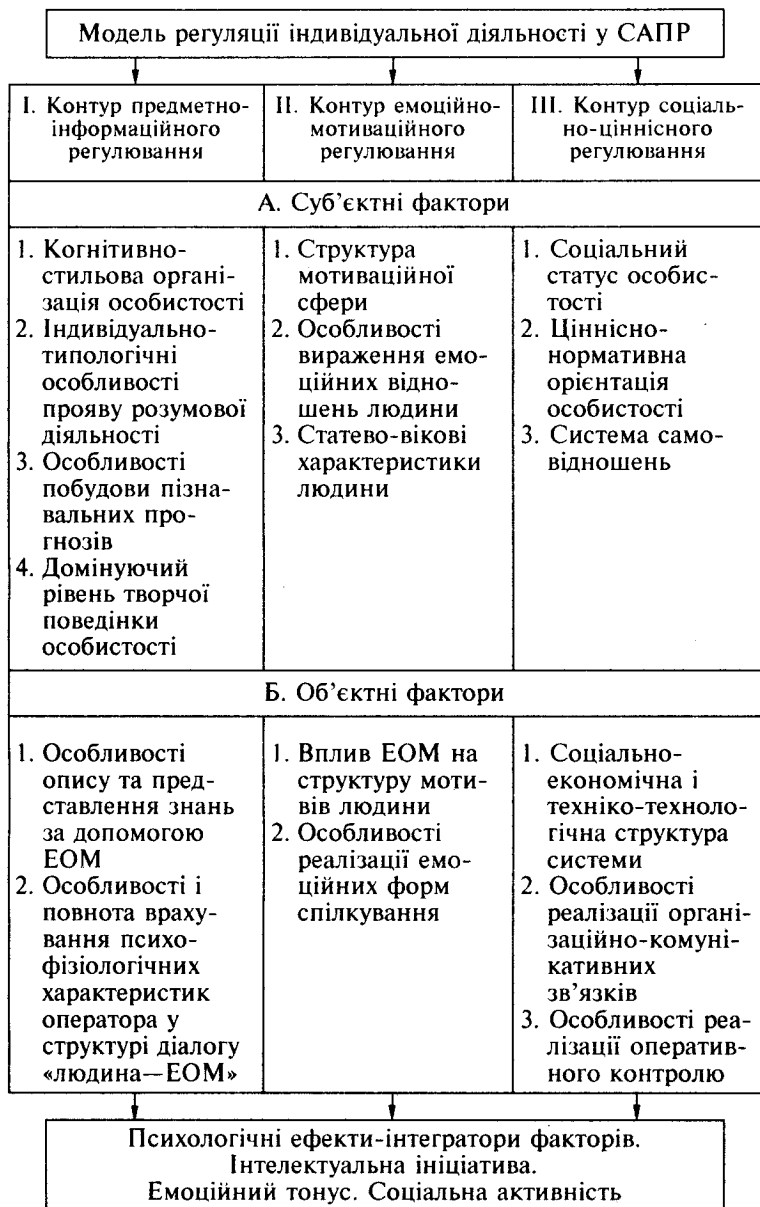 Модель регуляції індивідуальної діяльності у САПР
I. Контур предметно-
інформаційного
регулювання
II. Контур емоційно-
мотиваційного
регулювання
III. Контур соціаль-
но-ціннісного
регулювання
А. Суб’єктні фактори
1. Когнітивно-
стильова органі-
зація особистості
2. Індивідуально-
типологічні
особливості
прояву розумової
діяльності
3. Особливості
побудови пізна-
вальних про-
гнозів
4. Домінуючий
рівень творчої
поведінки
особистості
1. Структура
мотиваційної
сфери
2. Особливості
вираження емо-
ційних відно-
шень людини
3. Статево-вікові
характеристики
людини
1. Соціальний
статус особис-
тості
2. Ціннісно-
нормативна
орієнтація
особистості
3. Система само-
відношень
Б. Об’єктні фактори
1. Особливості
опису та пред-
ставлення знань
за допомогою
ЕОМ
2. Особливості і
повнота враху-
вання психо-
фізіологічних
характеристик
оператора у
структурі діалогу
«людина—ЕОМ»
1. Вплив ЕОМ на
структуру моти-
вів людини
2. Особливості
реалізації емо-
ційних форм
спілкування
1. Соціально-
економічна і
техніко-техноло-
гічна структура
системи
2. Особливості
реалізації органі-
заційно-комуні-
кативних
зв’язків
3. Особливості реа-
лізації оператив-
ного контролю
Психологічні ефекти-інтегратори факторів.
Інтелектуальна ініціатива.
Емоційний тонус. Соціальна активність